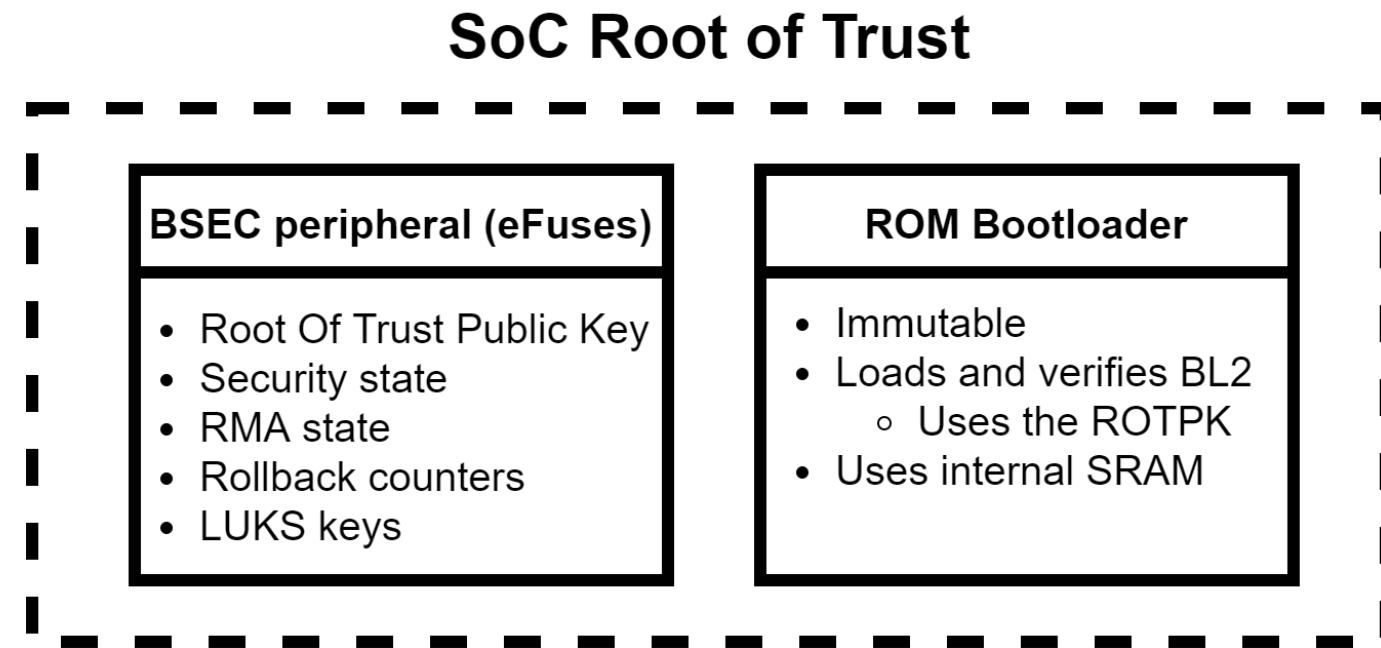 SoC Root of Trust
BSEC peripheral (eFuses)
• Root Of Trust Public Key
• Security state
• RMA state
• Rollback counters
• LUKS keys
ROM Bootloader
• Immutable
• Loads and verifies BL2
○ Uses the ROTPK
• Uses internal SRAM